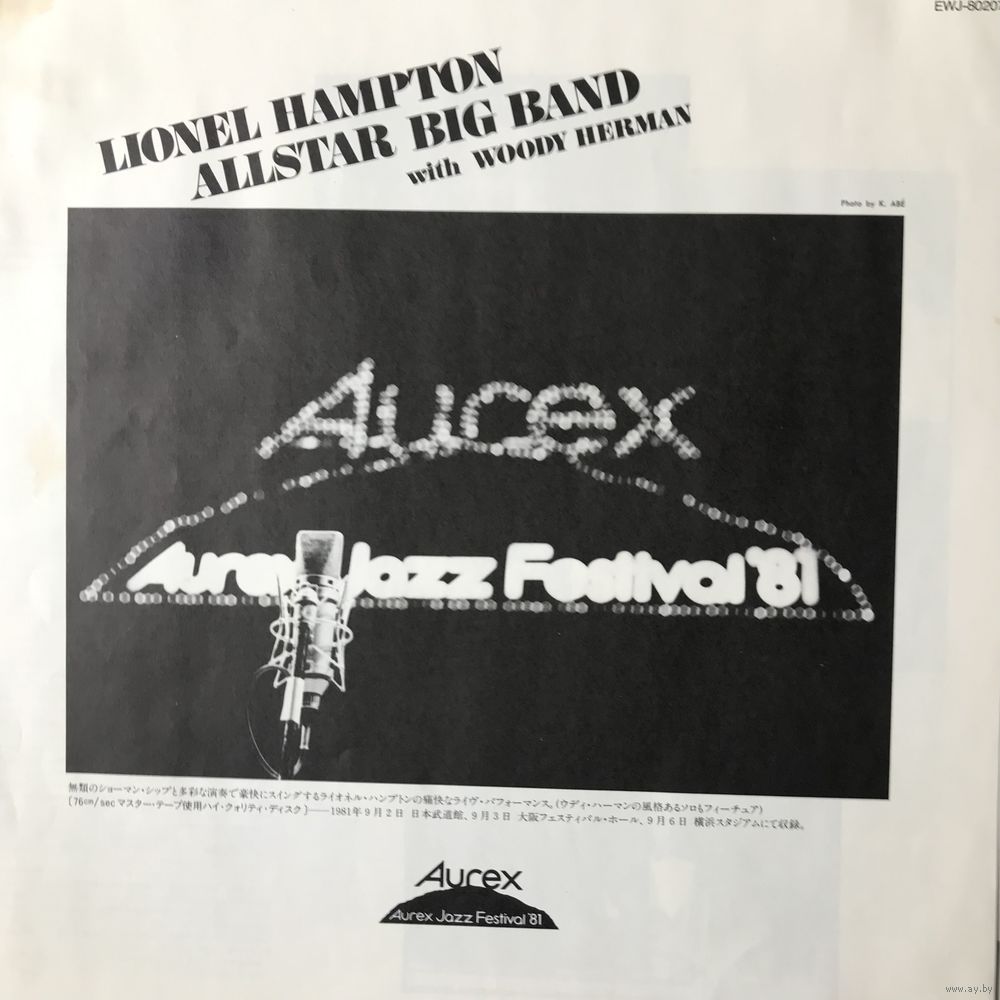 EWJ-80207
LIONEL HAMPTON
ALLSTAR BIG BAND
with WOODY HERMAN
Photo by K. ABÉ
Aurex
Aurex Jazz Festival '81
無類のショーマン・シップと多彩な演奏で豪快にスイングするライオネル・ハンプトンの痛快なライヴ・パフォーマンス。(ウディ・ハーマンの風格あるソロもフィーチュア)
〔76cm/secマスター・テープ使用ハイ・クォリティ・ディスク〕——1981年9月2日 日本武道館、9月3日 大阪フェスティバル・ホール、9月6日 横浜スタジアムにて収録。
Aurex
Aurex Jazz Festival '81
www.ay.by